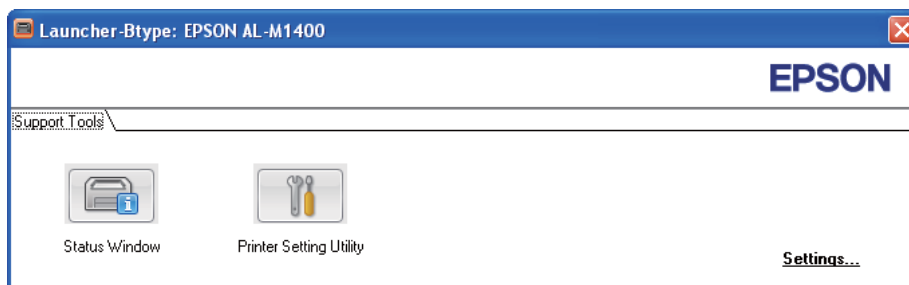 Launcher-Btype: EPSON AL-M1400
EPSON
Support Tools
Status Window
Printer Setting Utility
Settings...